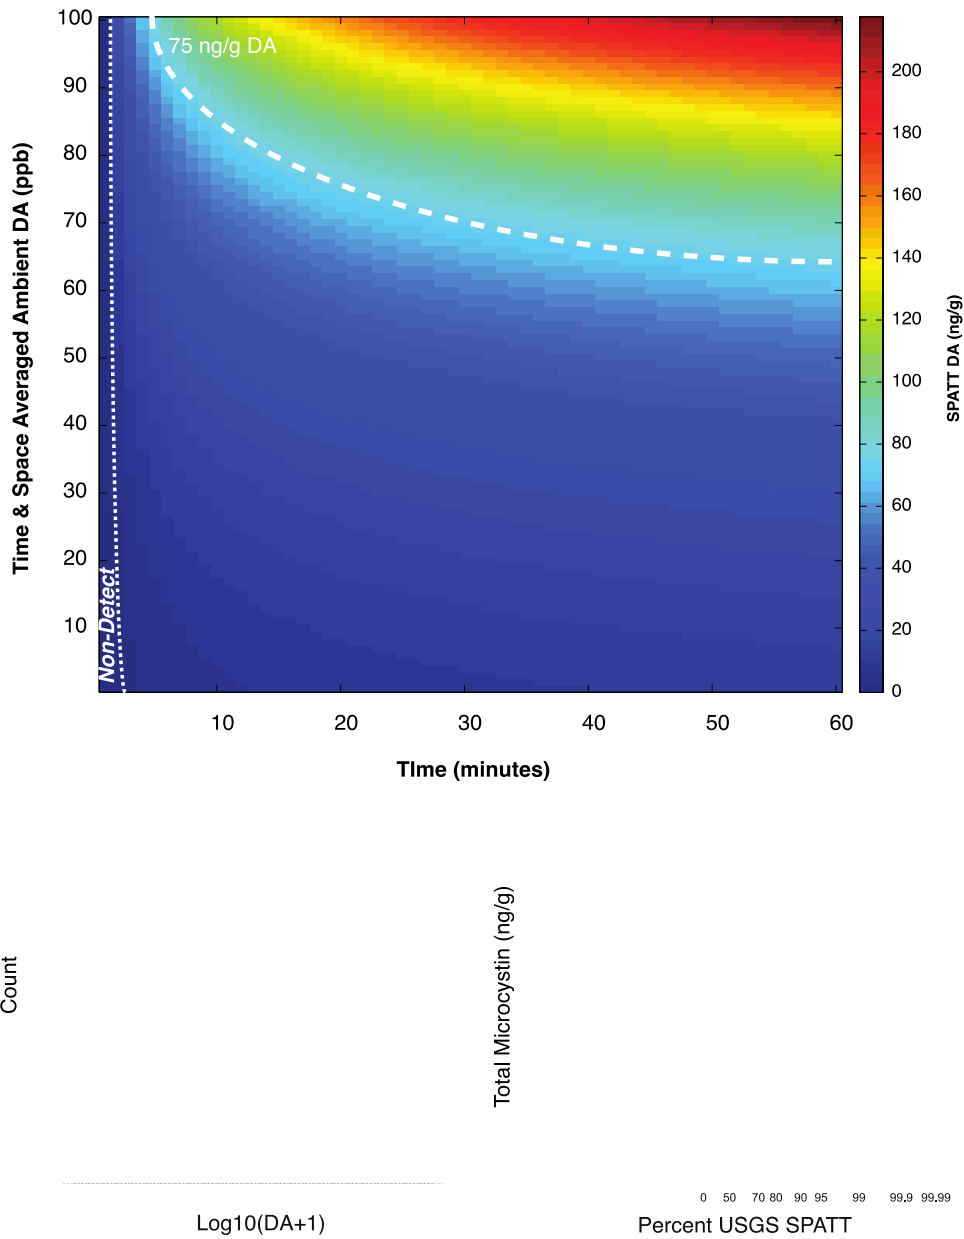 100
90
80
70
60
50
40
30
20
10
Time & Space Averaged Ambient DA (ppb)
75 ng/g DA
Non-Detect
10 20 30 40 50 60
TIme (minutes)
200
180
160
140
120
100
80
60
40
20
0
SPATT DA (ng/g)
Count
Log10(DA+1)
Total Microcystin (ng/g)
0 50 70 80 90 95 99 99.9 99.99
Percent USGS SPATT